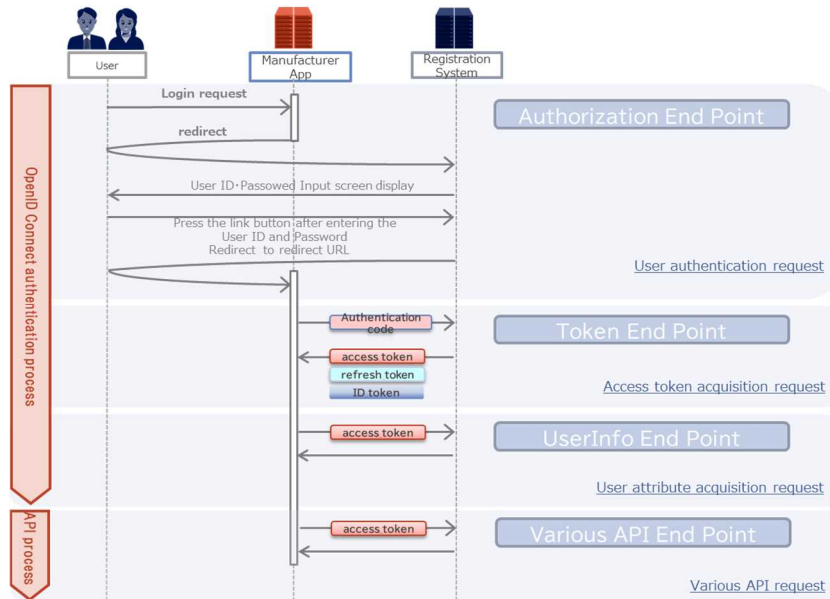 User
Manufacturer
App
Registration
System
OpenID Connect authentication process
Login request
Authorization End Point
redirect
User ID・Passowed Input screen display
Press the link button after entering the
User ID and Password
Redirect to redirect URL
User authentication request
Authentication
code
Token End Point
access token
refresh token
ID token
Access token acquisition request
access token
UserInfo End Point
User attribute acquisition request
API process
access token
Various API End Point
Various API request